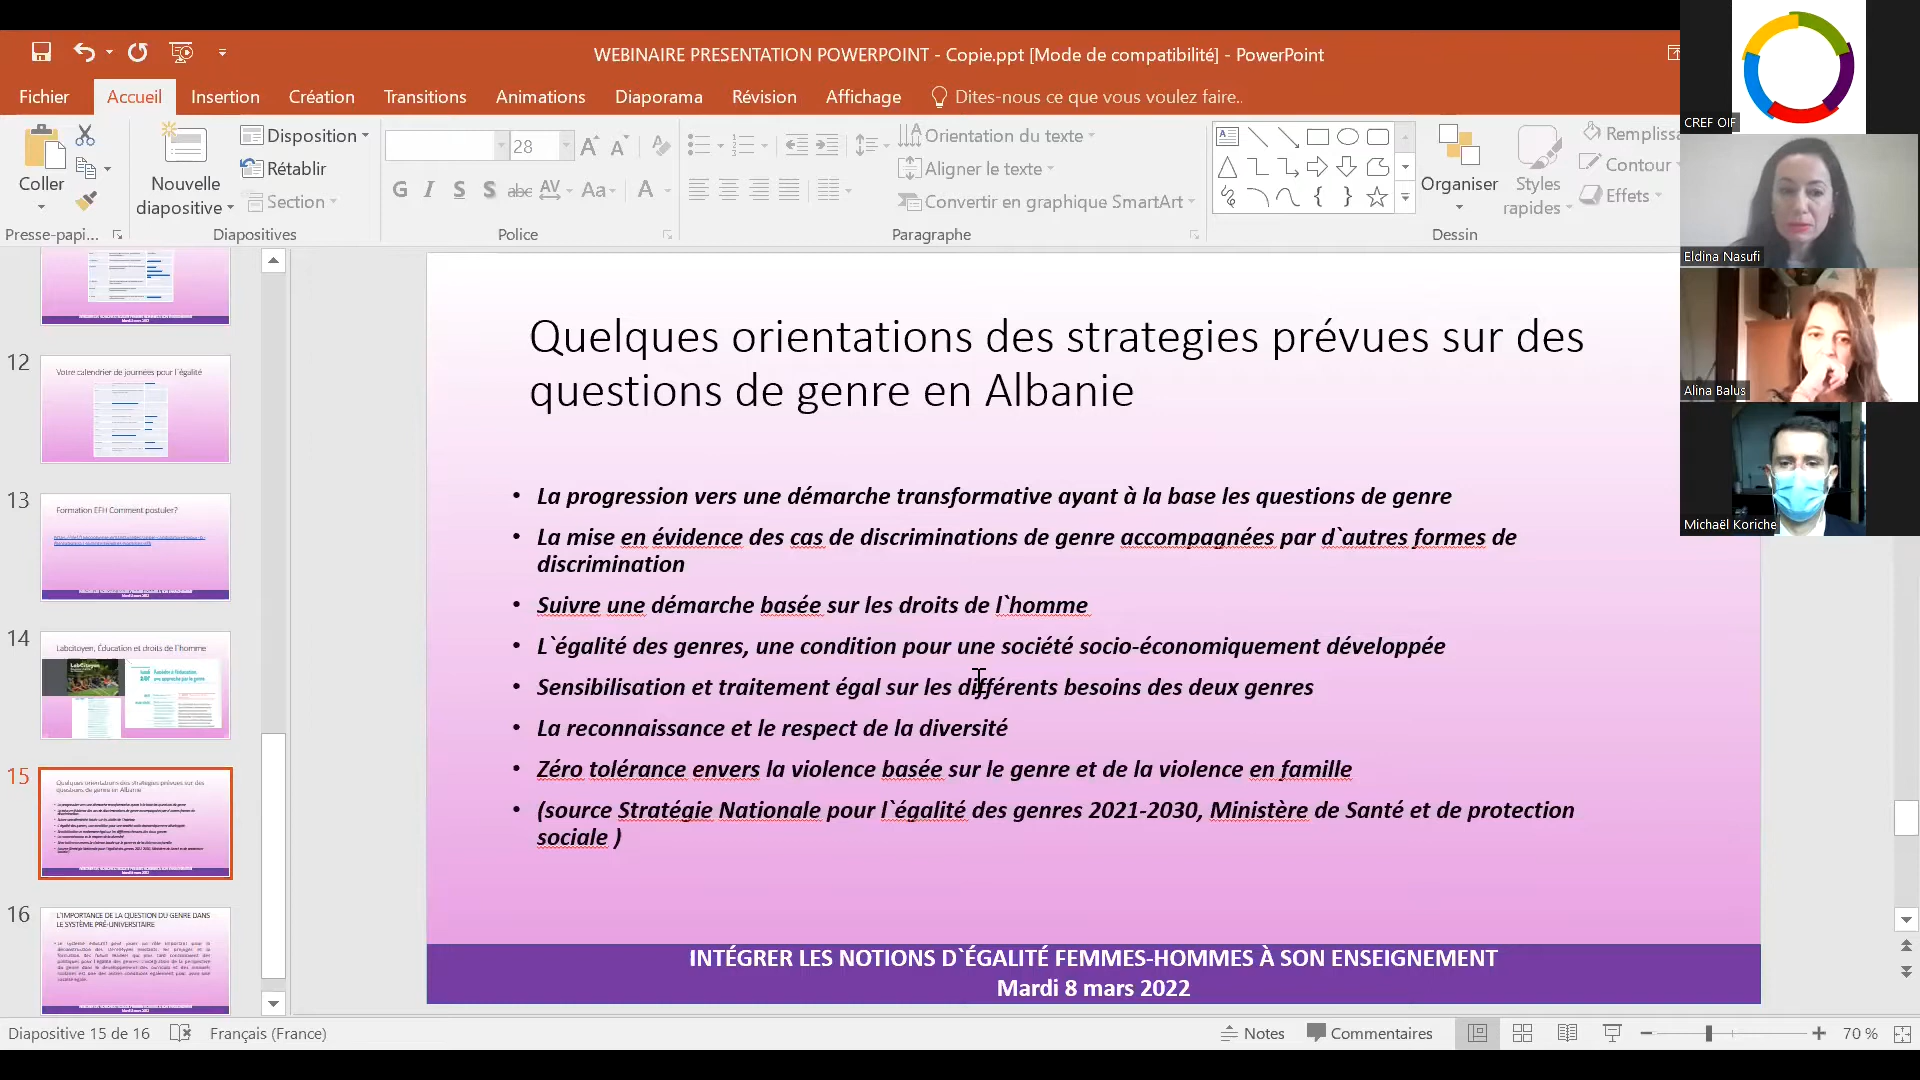 WEBINAIRE PRESENTATION POWERPOINT - Copie.ppt [Mode de compatibilité] - PowerPoint
Fichier
Accueil
Insertion
Création
Transitions
Animations
Diaporama
Révision
Affichage
Dites-nous ce que vous voulez faire..
Coller
Nouvelle
diapositive
Disposition
Rétablir
Section
28
G I S S abc AV Aa A
Orientation du texte
Aligner le texte
Convertir en graphique SmartArt
Organiser
Styles
rapides
Contour
Effets
Presse-papi...
Diapositives
Police
Paragraphe
Dessin
CREF OIF
Eldina Nasufi
Alina Balus
Michaël Koriche
12
Votre calendrier de journées pour l`égalité
13
Formation EFH Comment postuler?
14
Labcitoyen, Éducation et droits de l`homme
15
16
L'IMPORTANCE DE LA QUESTION DU GENRE DANS
LE SYSTÈME PRÉ-UNIVERSITAIRE
Quelques orientations des strategies prévues sur des
questions de genre en Albanie
• La progression vers une démarche transformative ayant à la base les questions de genre
• La mise en évidence des cas de discriminations de genre accompagnées par d`autres formes de
discrimination
• Suivre une démarche basée sur les droits de l`homme
• L`égalité des genres, une condition pour une société socio-économiquement développée
• Sensibilisation et traitement égal sur les différents besoins des deux genres
• La reconnaissance et le respect de la diversité
• Zéro tolérance envers la violence basée sur le genre et de la violence en famille
• (source Stratégie Nationale pour l`égalité des genres 2021-2030, Ministère de Santé et de protection
sociale )
INTÉGRER LES NOTIONS D`ÉGALITÉ FEMMES-HOMMES À SON ENSEIGNEMENT
Mardi 8 mars 2022
Diapositive 15 de 16
Français (France)
Notes
Commentaires
70 %